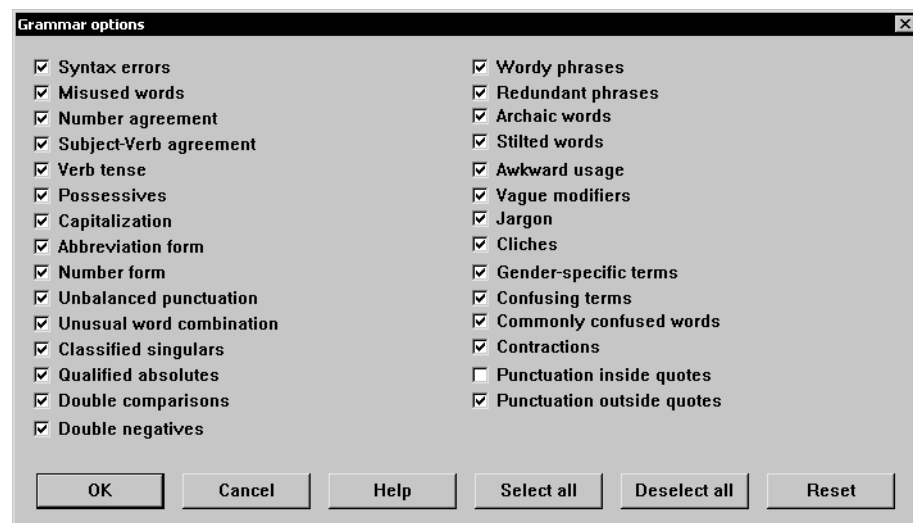 Grammar options
Syntax errors
Misused words
Number agreement
Subject-Verb agreement
Verb tense
Possessives
Capitalization
Abbreviation form
Number form
Unbalanced punctuation
Unusual word combination
Classified singulars
Qualified absolutes
Double comparisons
Double negatives
Wordy phrases
Redundant phrases
Archaic words
Stilted words
Awkward usage
Vague modifiers
Jargon
Cliches
Gender-specific terms
Confusing terms
Commonly confused words
Contractions
Punctuation inside quotes
Punctuation outside quotes
OK Cancel Help Select all Deselect all Reset